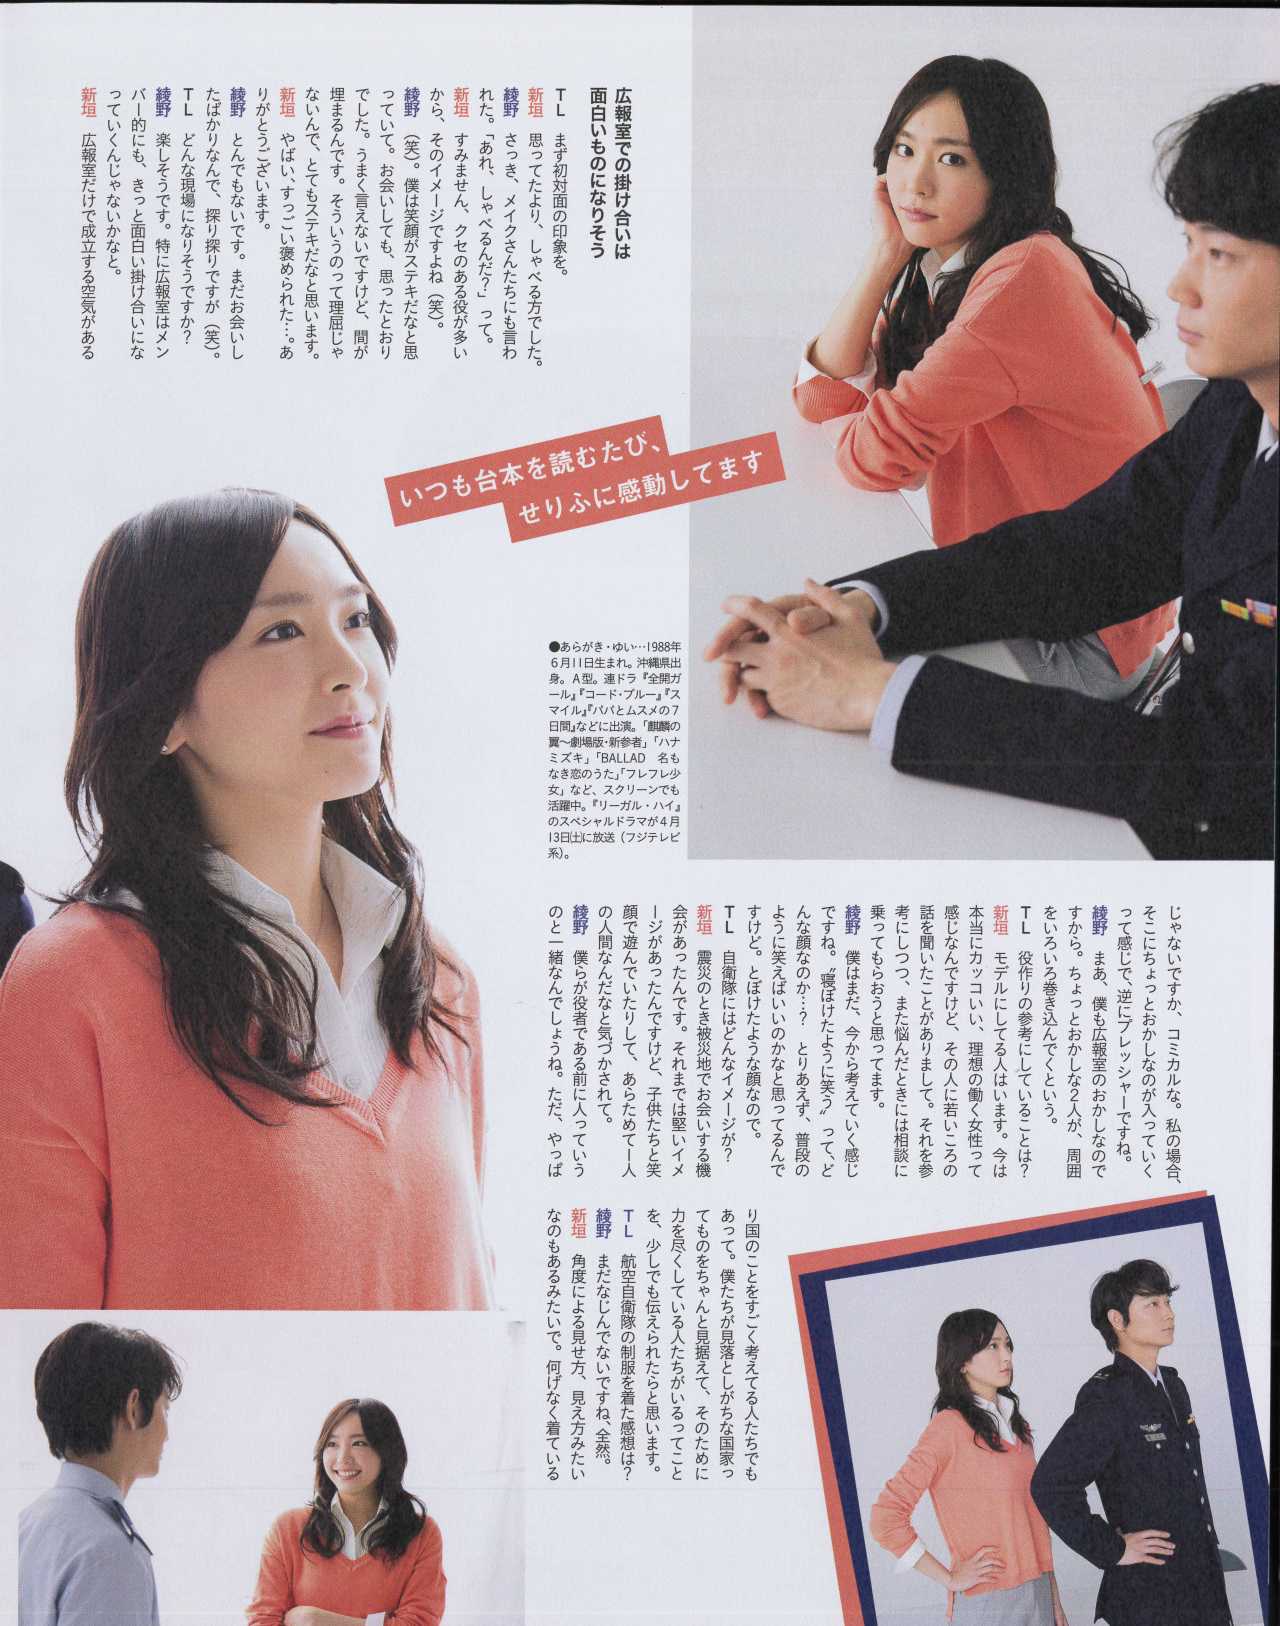 広報室での掛け合いは
面白いものになりそう
TL　まず初対面の印象を。
新垣　思ってたより、しゃべる方でした。
綾野　さっき、メイクさんたちにも言わ
れた。「あれ、しゃべるんだ?」って。
新垣　すみません、クセのある役が多い
から、そのイメージですよね（笑）。
綾野　（笑）。僕は笑顔がステキだなと思
っていて。お会いしても、思ったとおり
でした。うまく言えないですけど、間が
埋まるんです。そういうのって理屈じゃ
ないんで、とてもステキだなと思います。
新垣　やばい、すっごい褒められた…。あ
りがとうございます。
綾野　とんでもないです。まだお会いし
たばかりなんで、探り探りですが（笑）。
TL　どんな現場になりそうですか?
綾野　楽しそうです。特に広報室はメン
バー的にも、きっと面白い掛け合いにな
っていくんじゃないかなと。
新垣　広報室だけで成立する空気がある
いつも台本を読むたび、
せりふに感動してます
●あらがき・ゆい…1988年
6月11日生まれ。沖縄県出
身。A型。連ドラ『全開ガ
ール』『コード・ブルー』『ス
マイル』『パパとムスメの7
日間』などに出演。「麒麟の
翼〜劇場版・新参者」「ハナ
ミズキ」「BALLAD　名も
なき恋のうた」「フレフレ少
女」など、スクリーンでも
活躍中。『リーガル・ハイ』
のスペシャルドラマが4月
13日㈯に放送（フジテレビ
系）。
じゃないですか、コミカルな。私の場合、
そこにちょっとおかしなのが入っていく
って感じで、逆にプレッシャーですね。
綾野　まあ、僕も広報室のおかしなので
すから。ちょっとおかしな2人が、周囲
をいろいろ巻き込んでくという。
TL　役作りの参考にしていることは?
新垣　モデルにしてる人はいます。今は
本当にカッコいい、理想の働く女性って
感じなんですけど、その人に若いころの
話を聞いたことがありまして。それを参
考にしつつ、また悩んだときには相談に
乗ってもらおうと思ってます。
綾野　僕はまだ、今から考えていく感じ
ですね。〝寝ぼけたように笑う〟って、ど
んな顔なのか…?　とりあえず、普段の
ように笑えばいいのかなと思ってるんで
すけど。とぼけたような顔なので。
TL　自衛隊にはどんなイメージが?
新垣　震災のとき被災地でお会いする機
会があったんです。それまでは堅いイメ
ージがあったんですけど、子供たちと笑
顔で遊んでいたりして、あらためて一人
の人間なんだなと気づかされて。
綾野　僕らが役者である前に人っていう
のと一緒なんでしょうね。ただ、やっぱ
り国のことをすごく考えてる人たちでも
あって。僕たちが見落としがちな国家っ
てものをちゃんと見据えて、そのために
力を尽くしている人たちがいるってこと
を、少しでも伝えられたらと思います。
TL　航空自衛隊の制服を着た感想は?
綾野　まだなじんでないですね、全然。
新垣　角度による見せ方、見え方みたい
なのもあるみたいで。何げなく着ている